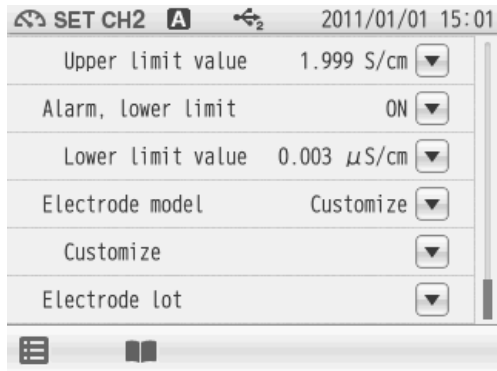 SET CH2 A 2 2011/01/01 15:01
Upper limit value 1.999 S/cm
Alarm, lower limit ON
Lower limit value 0.003 μS/cm
Electrode model Customize
Customize
Electrode lot